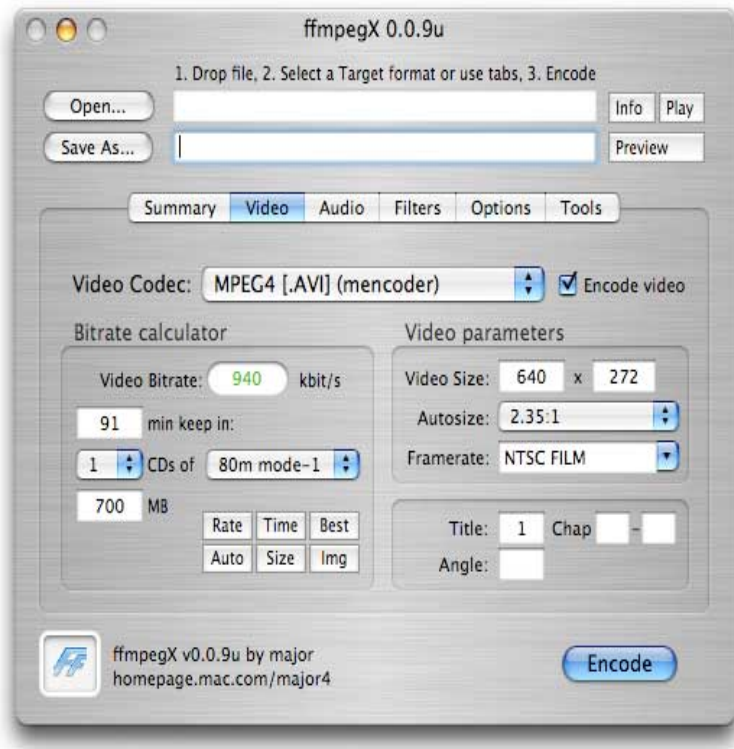 ffmpegX 0.0.9u
1. Drop file, 2. Select a Target format or use tabs, 3. Encode
Open...
Info Play
Save As...
Preview
Summary Video Audio Filters Options Tools
Video Codec: MPEG4 [.AVI] (mencoder) Encode video
Bitrate calculator
Video Bitrate: 940 kbit/s
91 min keep in:
1 CDs of 80m mode-1
700 MB
Rate Time Best
Auto Size Img
Video parameters
Video Size: 640 x 272
Autosize: 2.35:1
Framerate: NTSC FILM
Title: 1 Chap -
Angle:
FF
ffmpegX v0.0.9u by major
homepage.mac.com/major4
Encode